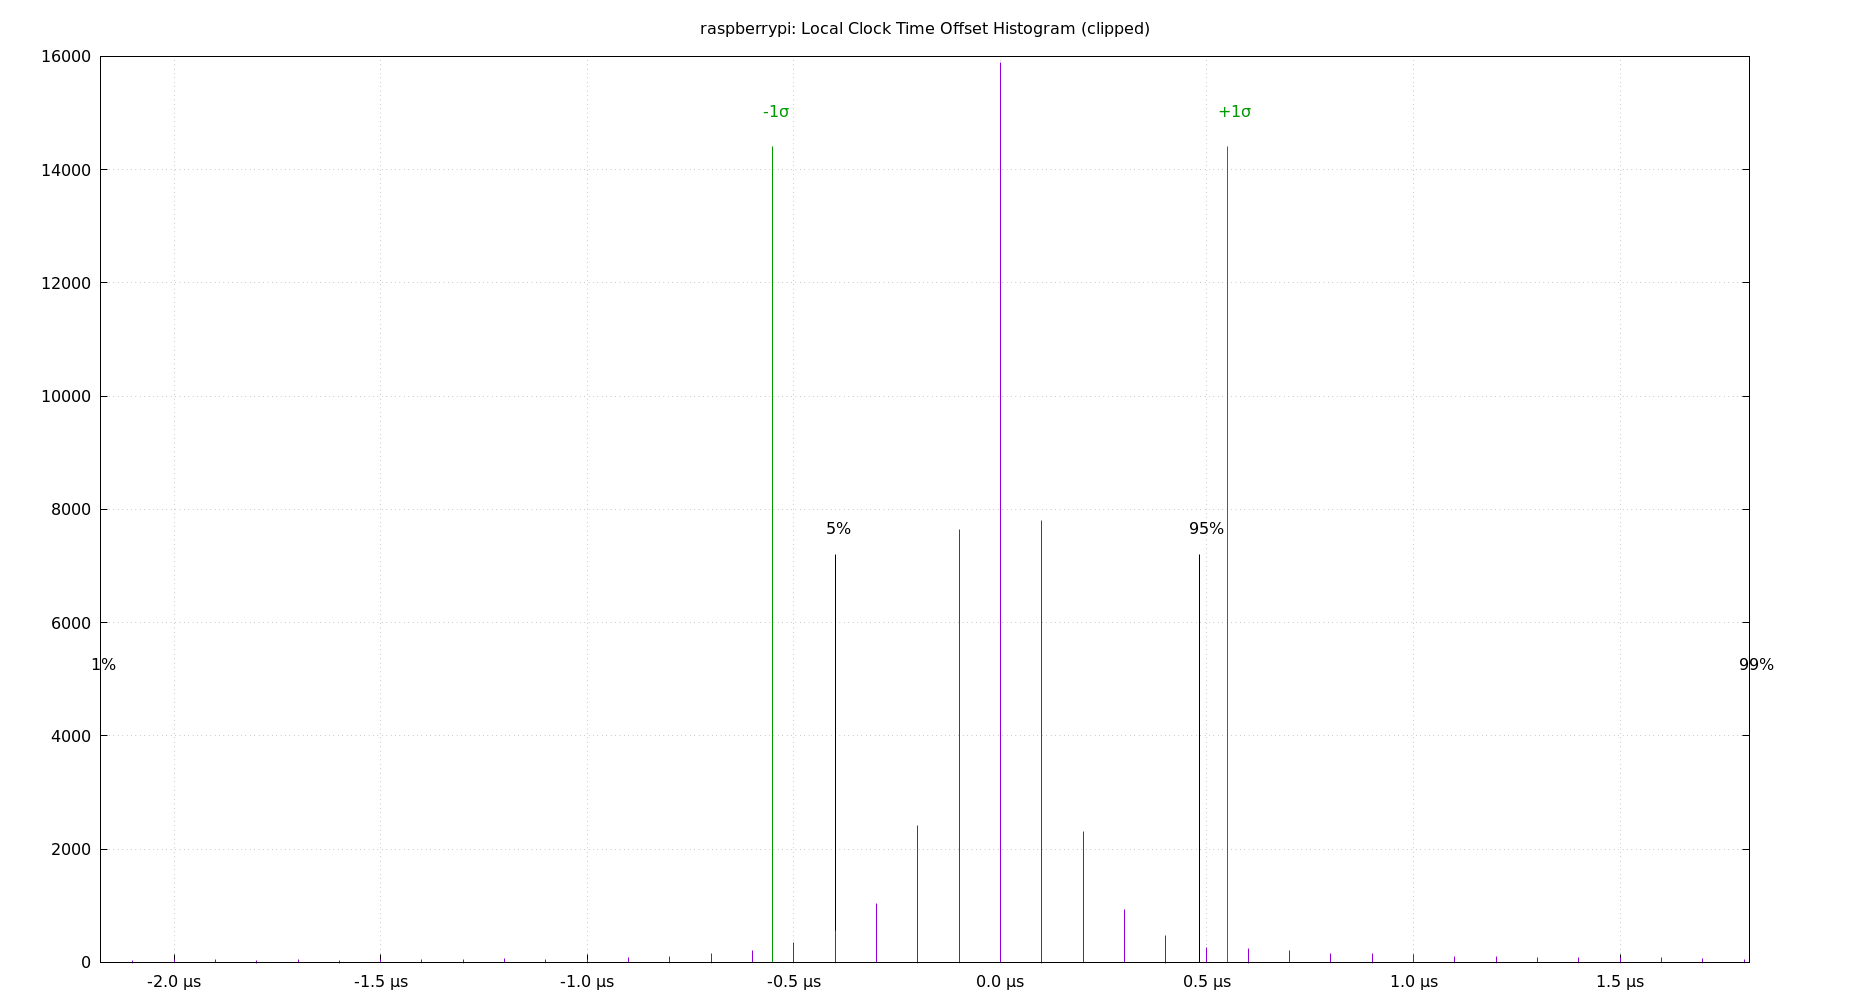 raspberrypi: Local Clock Time Offset Histogram (clipped)
16000
-1σ
+1σ
14000
12000
10000
8000
5%
95%
6000
1%
99%
4000
2000
0
-2.0 µs
-1.5 µs
-1.0 µs
-0.5 µs
0.0 µs
0.5 µs
1.0 µs
1.5 µs